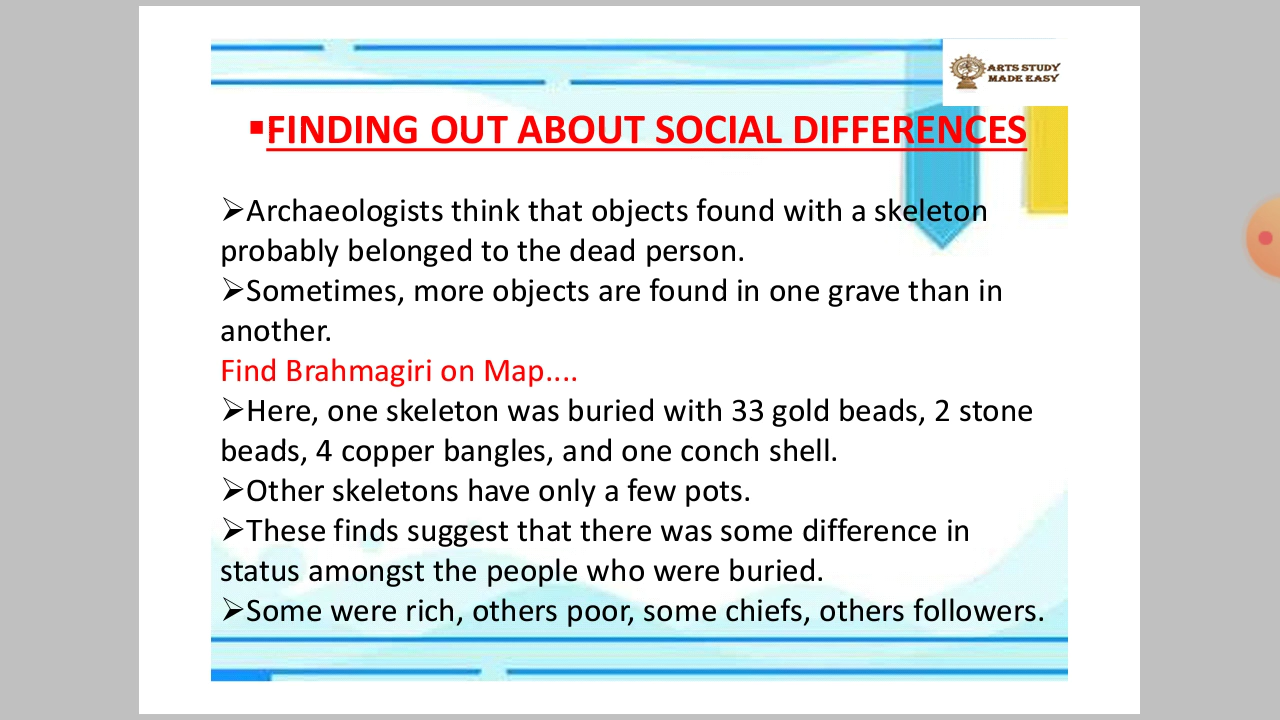 ARTS STUDY
MADE EASY
▪FINDING OUT ABOUT SOCIAL DIFFERENCES
➢Archaeologists think that objects found with a skeleton
probably belonged to the dead person.
➢Sometimes, more objects are found in one grave than in
another.
Find Brahmagiri on Map....
➢Here, one skeleton was buried with 33 gold beads, 2 stone
beads, 4 copper bangles, and one conch shell.
➢Other skeletons have only a few pots.
➢These finds suggest that there was some difference in
status amongst the people who were buried.
➢Some were rich, others poor, some chiefs, others followers.